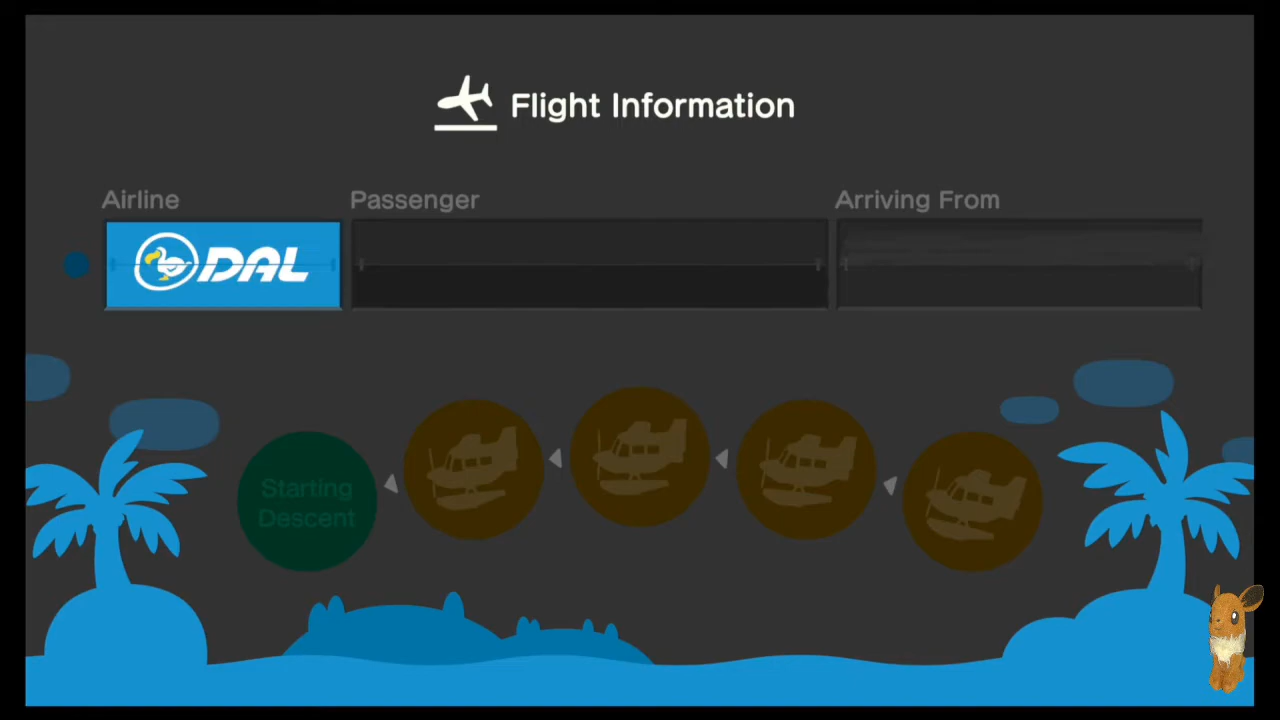 Flight Information
Airline
Passenger
Arriving From
DAL
Starting
Descent